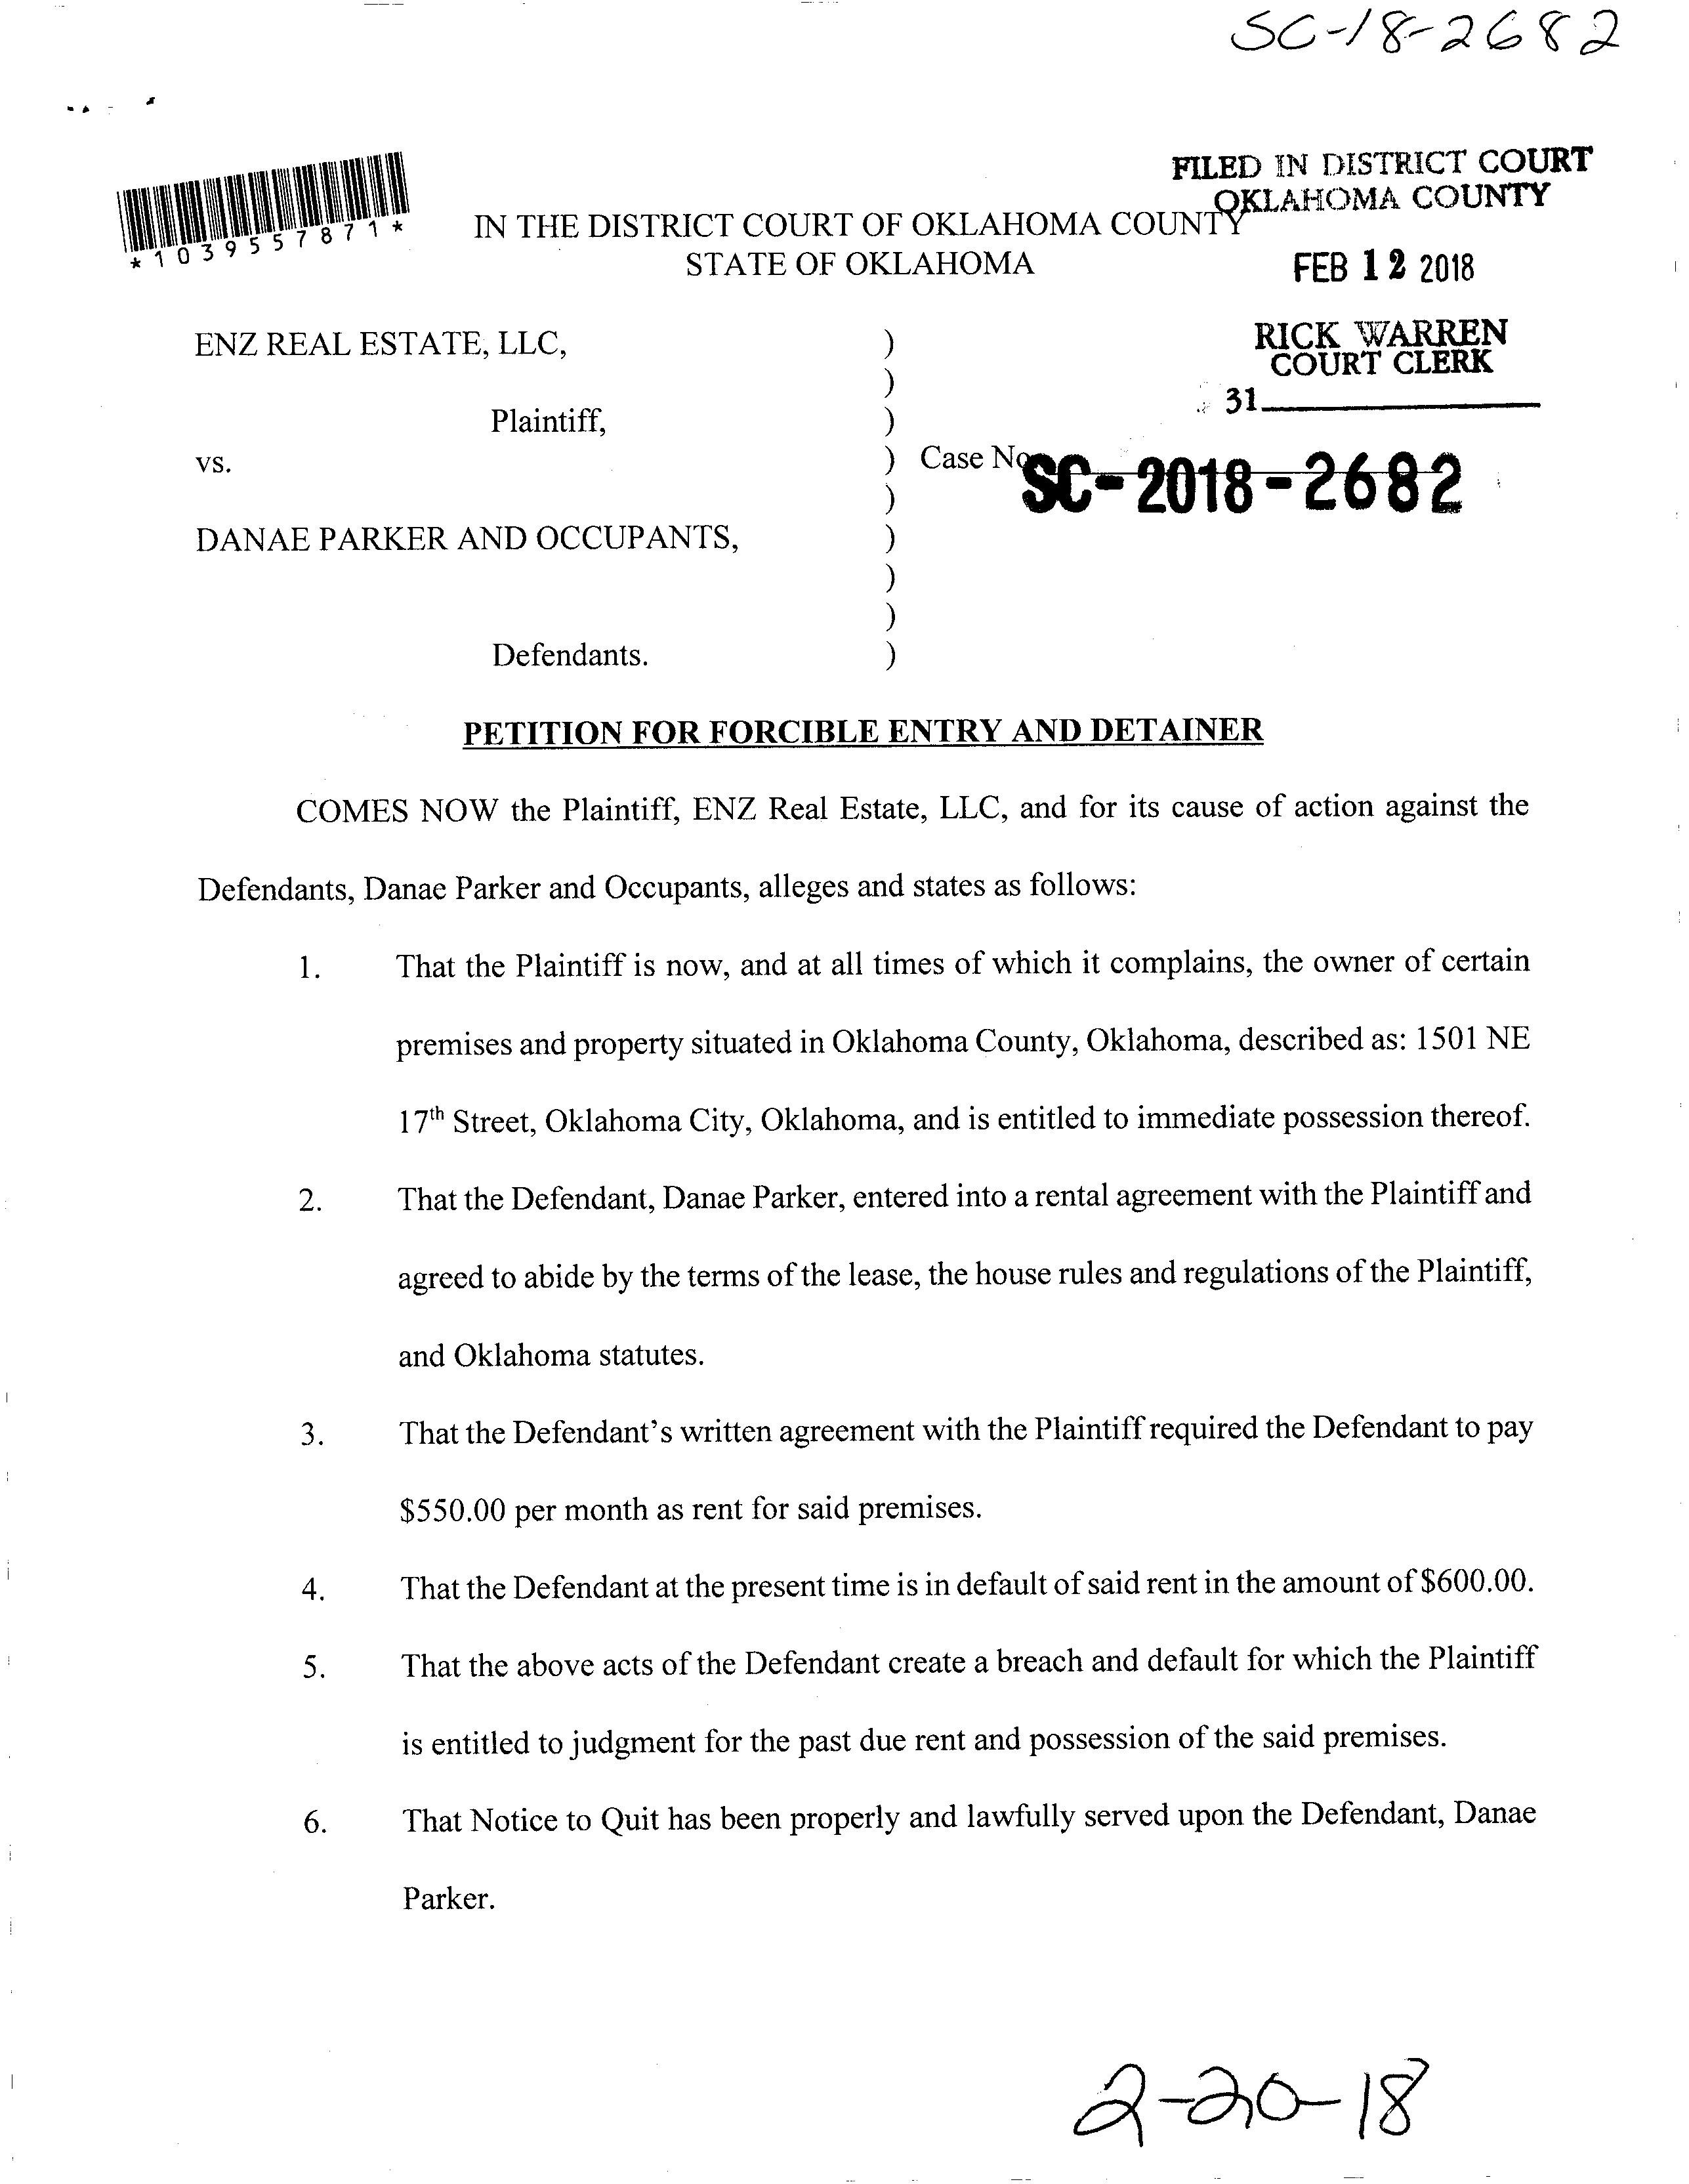 SC-18-2682
FILED IN DISTRICT COURT
OKLAHOMA COUNTY
*1039557871*
IN THE DISTRICT COURT OF OKLAHOMA COUNTY
STATE OF OKLAHOMA
FEB 12 2018
ENZ REAL ESTATE, LLC, )
RICK WARREN
COURT CLERK
)
31
Plaintiff, )
vs. ) Case No. SC-2018-2682
)
DANAE PARKER AND OCCUPANTS, )
)
)
Defendants. )
PETITION FOR FORCIBLE ENTRY AND DETAINER
COMES NOW the Plaintiff, ENZ Real Estate, LLC, and for its cause of action against the
Defendants, Danae Parker and Occupants, alleges and states as follows:
1. That the Plaintiff is now, and at all times of which it complains, the owner of certain
premises and property situated in Oklahoma County, Oklahoma, described as: 1501 NE
17th Street, Oklahoma City, Oklahoma, and is entitled to immediate possession thereof.
2. That the Defendant, Danae Parker, entered into a rental agreement with the Plaintiff and
agreed to abide by the terms of the lease, the house rules and regulations of the Plaintiff,
and Oklahoma statutes.
3. That the Defendant's written agreement with the Plaintiff required the Defendant to pay
$550.00 per month as rent for said premises.
4. That the Defendant at the present time is in default of said rent in the amount of $600.00.
5. That the above acts of the Defendant create a breach and default for which the Plaintiff
is entitled to judgment for the past due rent and possession of the said premises.
6. That Notice to Quit has been properly and lawfully served upon the Defendant, Danae
Parker.
2-20-18